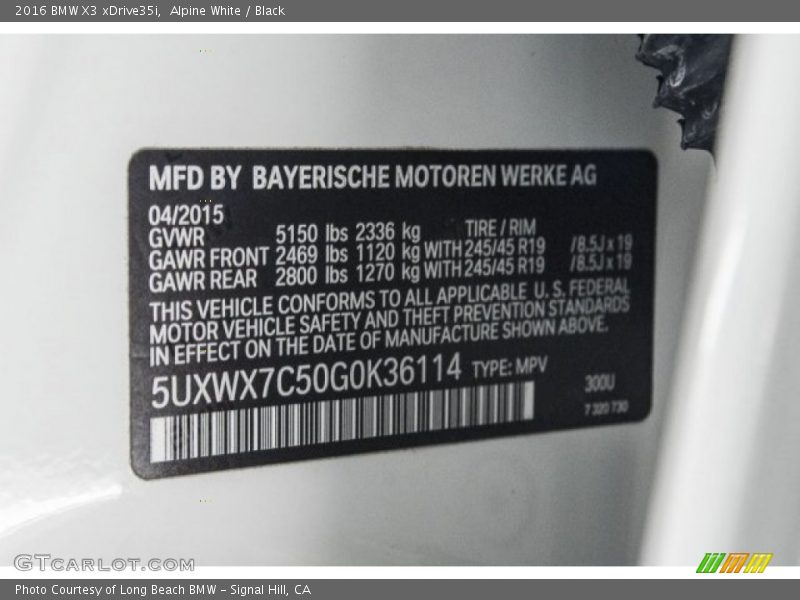 2016 BMW X3 xDrive35i,  Alpine White / Black
MFD BY BAYERISCHE MOTOREN WERKE AG
04/2015
GVWR 5150 lbs 2336 kg TIRE / RIM
GAWR FRONT 2469 lbs 1120 kg WITH 245/45 R19 /8.5J x 19
GAWR REAR 2800 lbs 1270 kg WITH 245/45 R19 /8.5J x 19
THIS VEHICLE CONFORMS TO ALL APPLICABLE U. S. FEDERAL
MOTOR VEHICLE SAFETY AND THEFT PREVENTION STANDARDS
IN EFFECT ON THE DATE OF MANUFACTURE SHOWN ABOVE.
5UXWX7C50G0K36114 TYPE: MPV
300U
7 320 730
GTCARLOT.COM
Photo Courtesy of Long Beach BMW - Signal Hill, CA